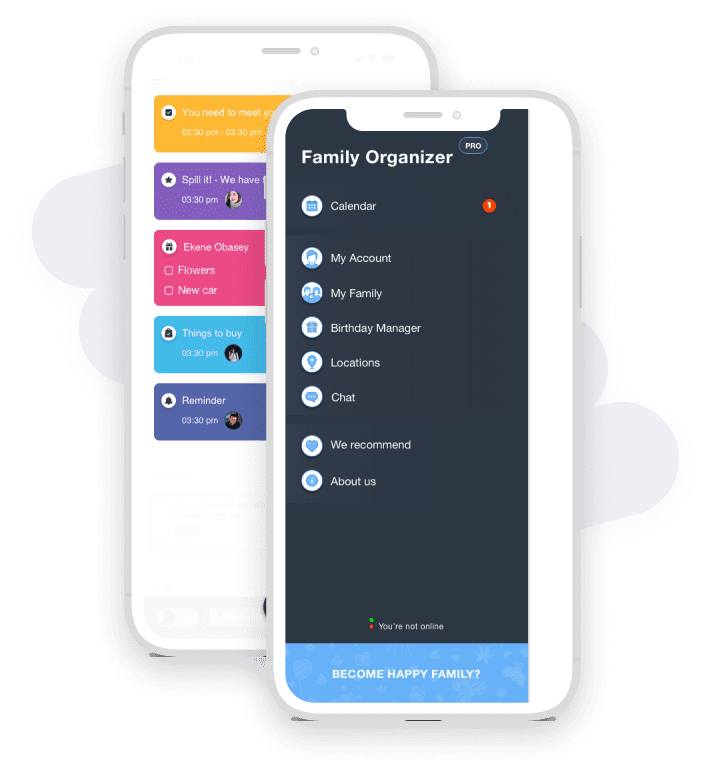 You need to meet yo
02:30 pm - 03:30 pm
Spill it! - We have f
03:30 pm
Ekene Obasey
Flowers
New car
Things to buy
03:30 pm
Reminder
03:30 pm
Family Organizer
PRO
Calendar
1
My Account
My Family
Birthday Manager
Locations
Chat
We recommend
About us
You're not online
BECOME HAPPY FAMILY?